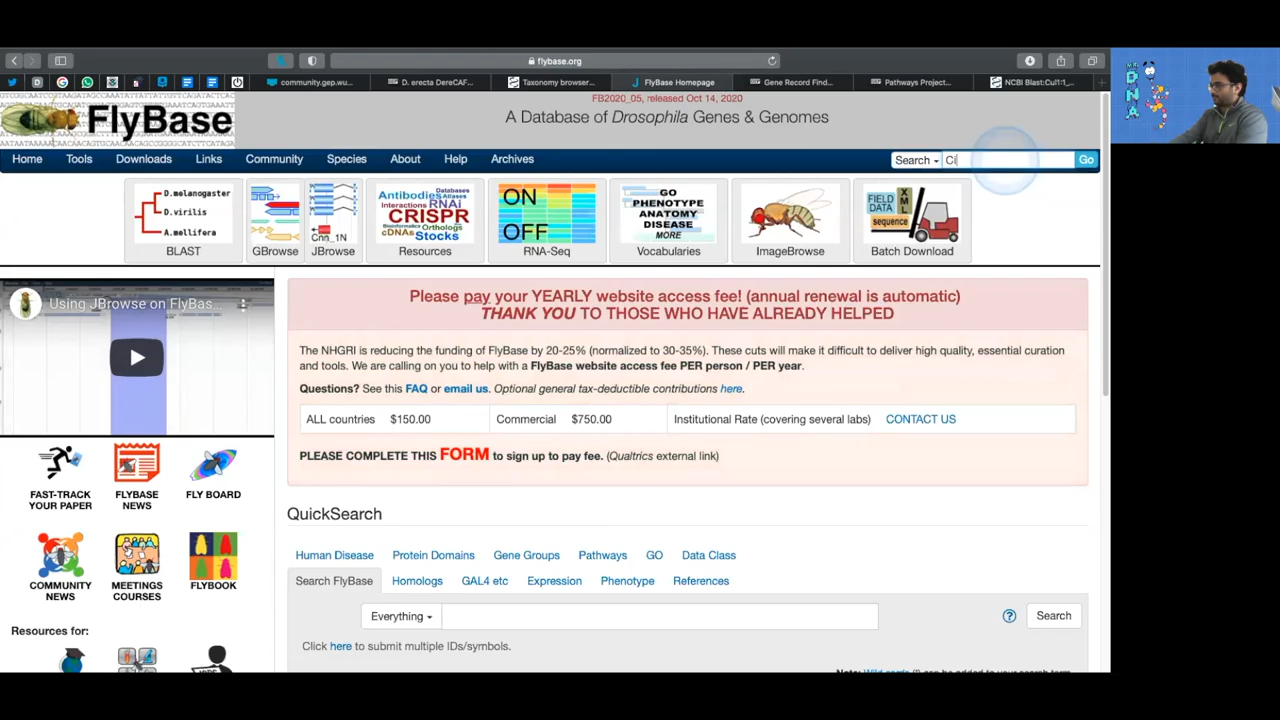 flybase.org
community.gep.wu...
D. erecta DereCAF...
Taxonomy browser...
FlyBase Homepage
Gene Record Find...
Pathways Project...
NCBI Blast:Cul1:1...
FlyBase
FB2020_05, released Oct 14, 2020
A Database of Drosophila Genes & Genomes
Home Tools Downloads Links Community Species About Help Archives Search Ci Go
D.melanogaster
D.virilis
A.mellifera
BLAST
GBrowse
Cnn_1N
JBrowse
Antibodies
CRISPR
Stocks
Resources
ON
OFF
RNA-Seq
GO
PHENOTYPE
ANATOMY
DISEASE
MORE
Vocabularies
ImageBrowse
FIELD
DATA
sequence
XML
Batch Download
DNA
Using JBrowse on FlyBas...
Please pay your YEARLY website access fee! (annual renewal is automatic)
THANK YOU TO THOSE WHO HAVE ALREADY HELPED
The NHGRI is reducing the funding of FlyBase by 20-25% (normalized to 30-35%). These cuts will make it difficult to deliver high quality, essential curation
and tools. We are calling on you to help with a FlyBase website access fee PER person / PER year.
Questions? See this FAQ or email us. Optional general tax-deductible contributions here.
ALL countries $150.00 Commercial $750.00 Institutional Rate (covering several labs) CONTACT US
PLEASE COMPLETE THIS FORM to sign up to pay fee. (Qualtrics external link)
FAST-TRACK
YOUR PAPER
FLYBASE
NEWS
FLY BOARD
COMMUNITY
NEWS
MEETINGS
COURSES
FLYBOOK
Resources for:
QuickSearch
Human Disease Protein Domains Gene Groups Pathways GO Data Class
Search FlyBase Homologs GAL4 etc Expression Phenotype References
Everything
Search
Click here to submit multiple IDs/symbols.